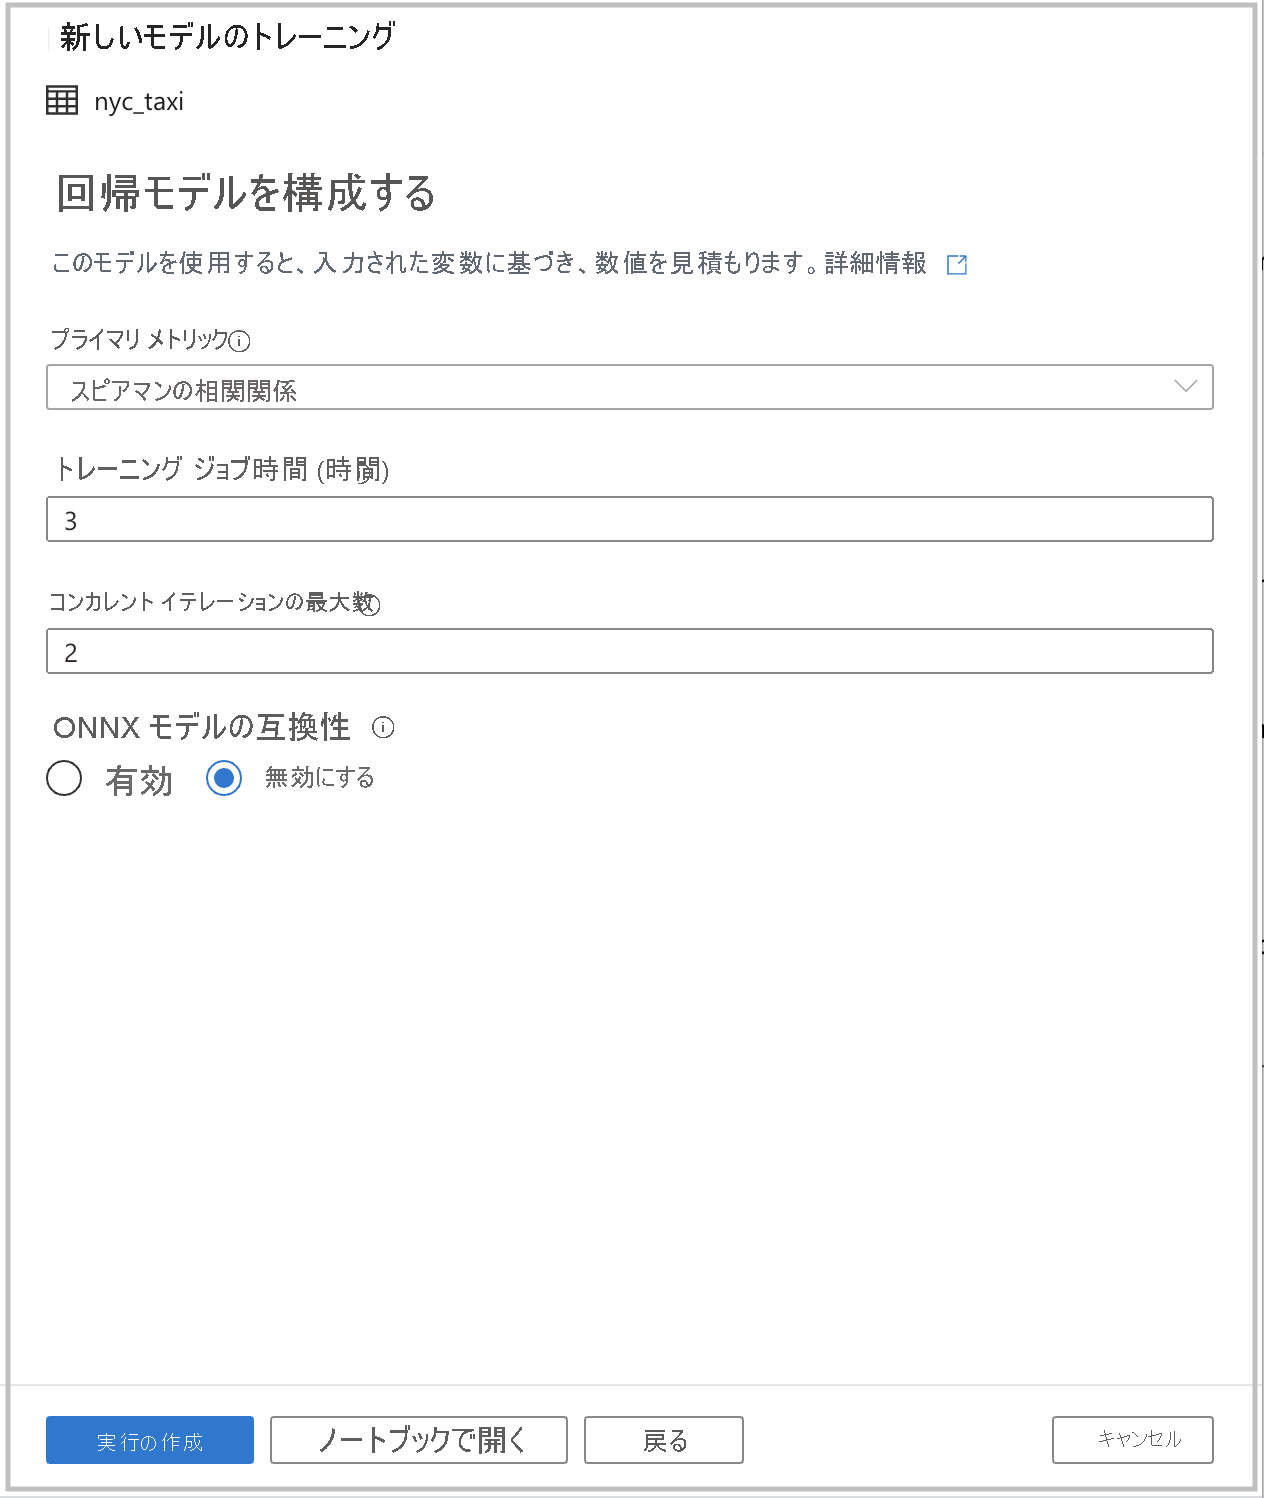 新しいモデルのトレーニング
nyc_taxi
回帰モデルを構成する
このモデルを使用すると、入力された変数に基づき、数値を見積もります。詳細情報
プライマリ メトリック
スピアマンの相関関係
トレーニング ジョブ時間 (時間)
3
コンカレント イテレーションの最大数
2
ONNX モデルの互換性
有効 無効にする
実行の作成 ノートブックで開く 戻る キャンセル